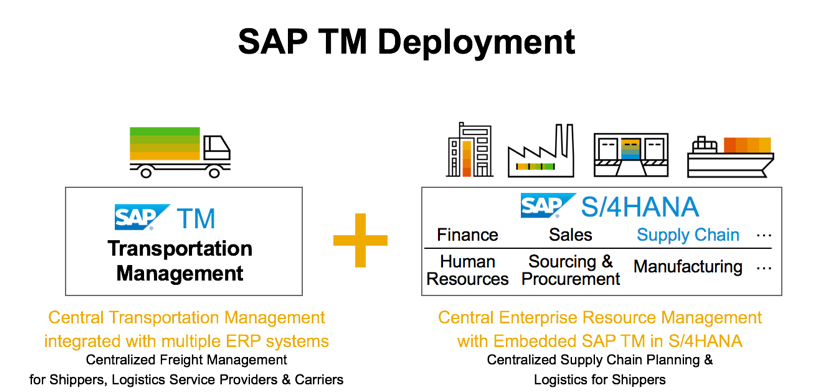 SAP TM Deployment
SAP TM
Transportation
Management
SAP S/4HANA
Finance Sales Supply Chain ...
Human
Resources
Sourcing &
Procurement
Manufacturing ...
Central Transportation Management
integrated with multiple ERP systems
Centralized Freight Management
for Shippers, Logistics Service Providers & Carriers
Central Enterprise Resource Management
with Embedded SAP TM in S/4HANA
Centralized Supply Chain Planning &
Logistics for Shippers